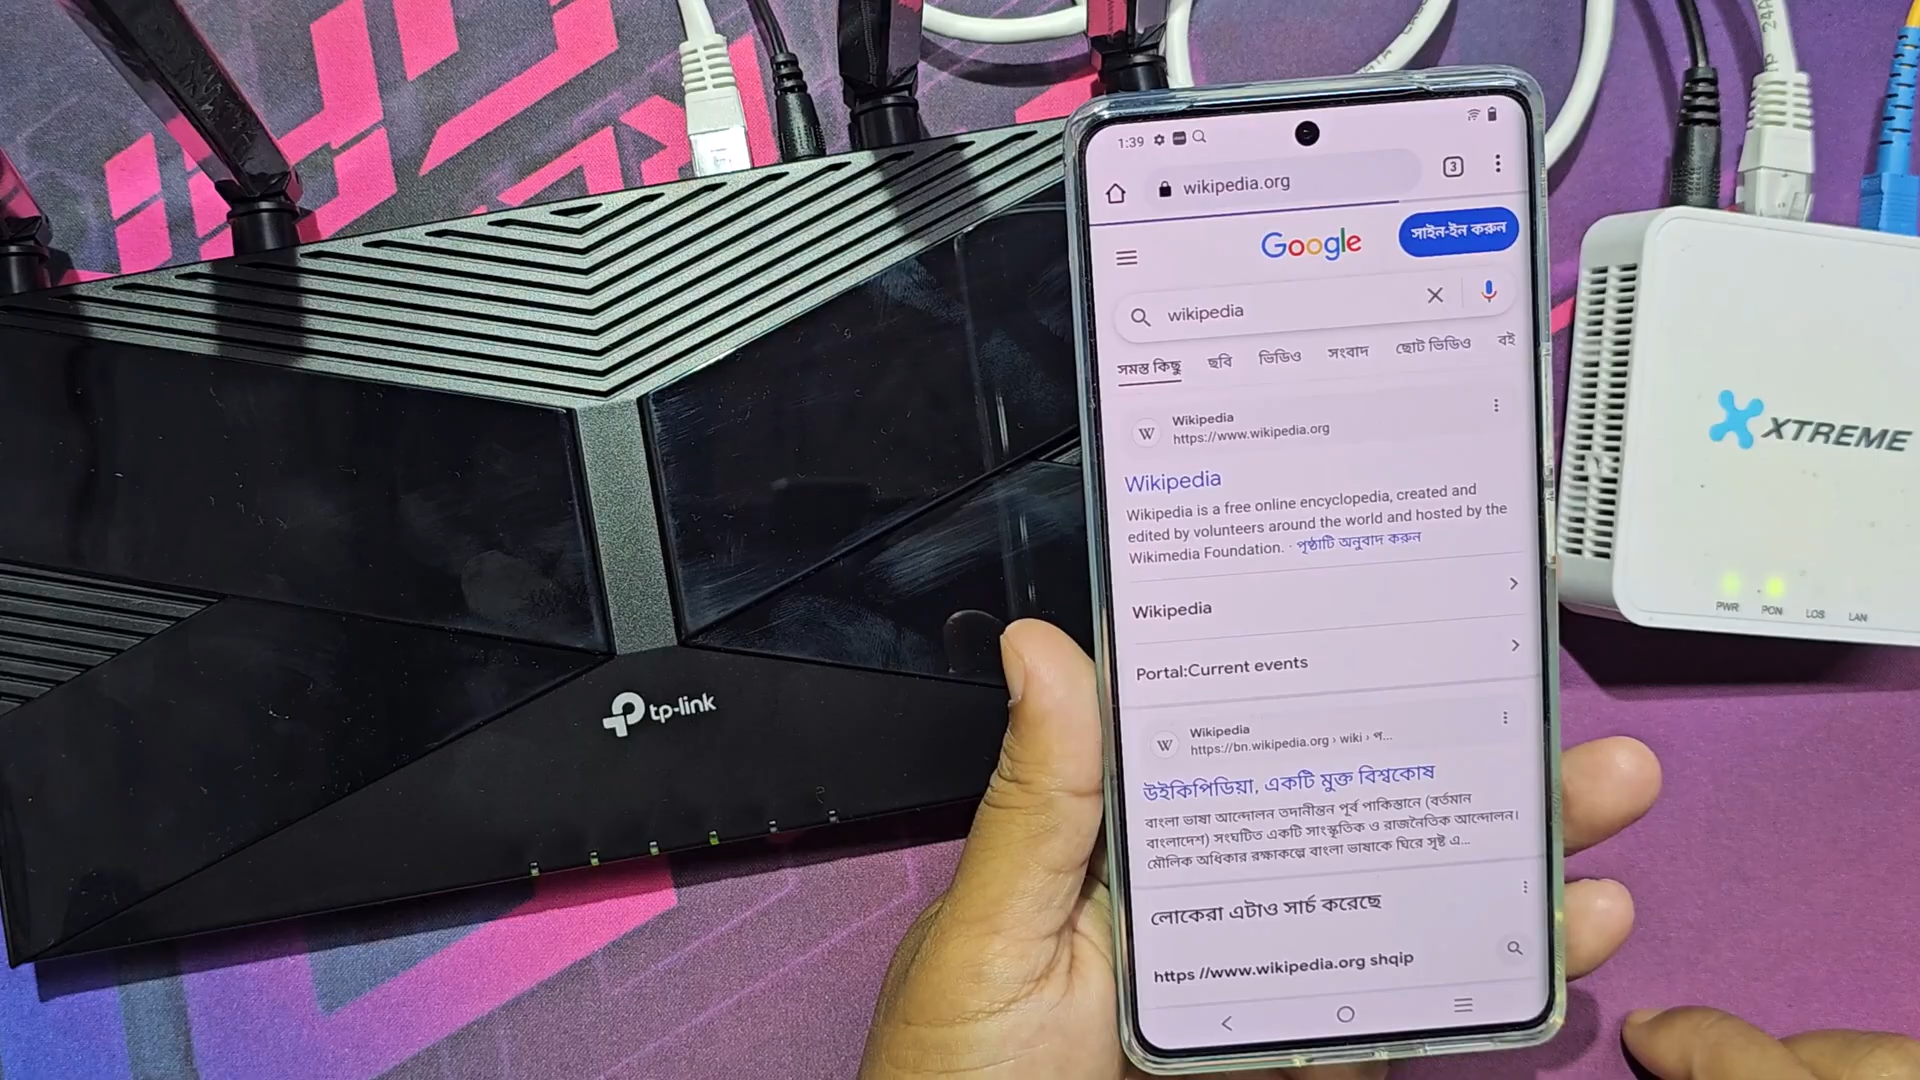 24A
1:39
3
wikipedia.org
Google
সাইন-ইন করুন
wikipedia
সমস্ত কিছু
ছবি
ভিডিও
সংবাদ
ছোট ভিডিও
বই
Wikipedia
https://www.wikipedia.org
Wikipedia
Wikipedia is a free online encyclopedia, created and
edited by volunteers around the world and hosted by the
Wikimedia Foundation. · পৃষ্ঠাটি অনুবাদ করুন
Wikipedia
Portal:Current events
Wikipedia
https://bn.wikipedia.org › wiki › প...
উইকিপিডিয়া, একটি মুক্ত বিশ্বকোষ
বাংলা ভাষা আন্দোলন তদানীন্তন পূর্ব পাকিস্তানে (বর্তমান
বাংলাদেশ) সংঘটিত একটি সাংস্কৃতিক ও রাজনৈতিক আন্দোলন।
মৌলিক অধিকার রক্ষাকল্পে বাংলা ভাষাকে ঘিরে সৃষ্ট এ...
লোকেরা এটাও সার্চ করেছে
https //www.wikipedia.org shqip
tp-link
XTREME
PWR
PON
LOS
LAN